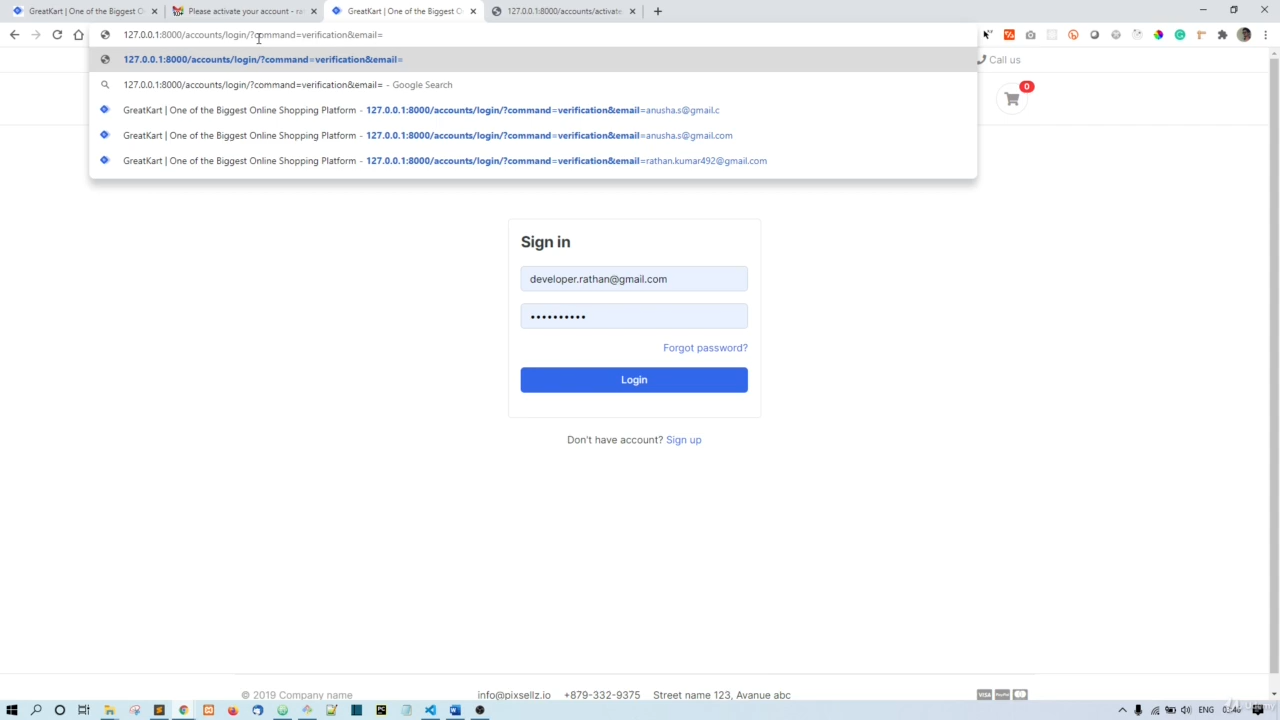 GreatKart | One of the Biggest O
Please activate your account - ra
GreatKart | One of the Biggest O
127.0.0.1:8000/accounts/activate
127.0.0.1:8000/accounts/login/?command=verification&email=
127.0.0.1:8000/accounts/login/?command=verification&email=
127.0.0.1:8000/accounts/login/?command=verification&email= - Google Search
GreatKart | One of the Biggest Online Shopping Platform - 127.0.0.1:8000/accounts/login/?command=verification&email=anusha.s@gmail.c
GreatKart | One of the Biggest Online Shopping Platform - 127.0.0.1:8000/accounts/login/?command=verification&email=anusha.s@gmail.com
GreatKart | One of the Biggest Online Shopping Platform - 127.0.0.1:8000/accounts/login/?command=verification&email=rathan.kumar492@gmail.com
Call us
0
Sign in
developer.rathan@gmail.com
Forgot password?
Login
Don't have account? Sign up
© 2019 Company name
info@pixsellz.io
+879-332-9375
Street name 123, Avanue abc
VISA
PayPal
ENG